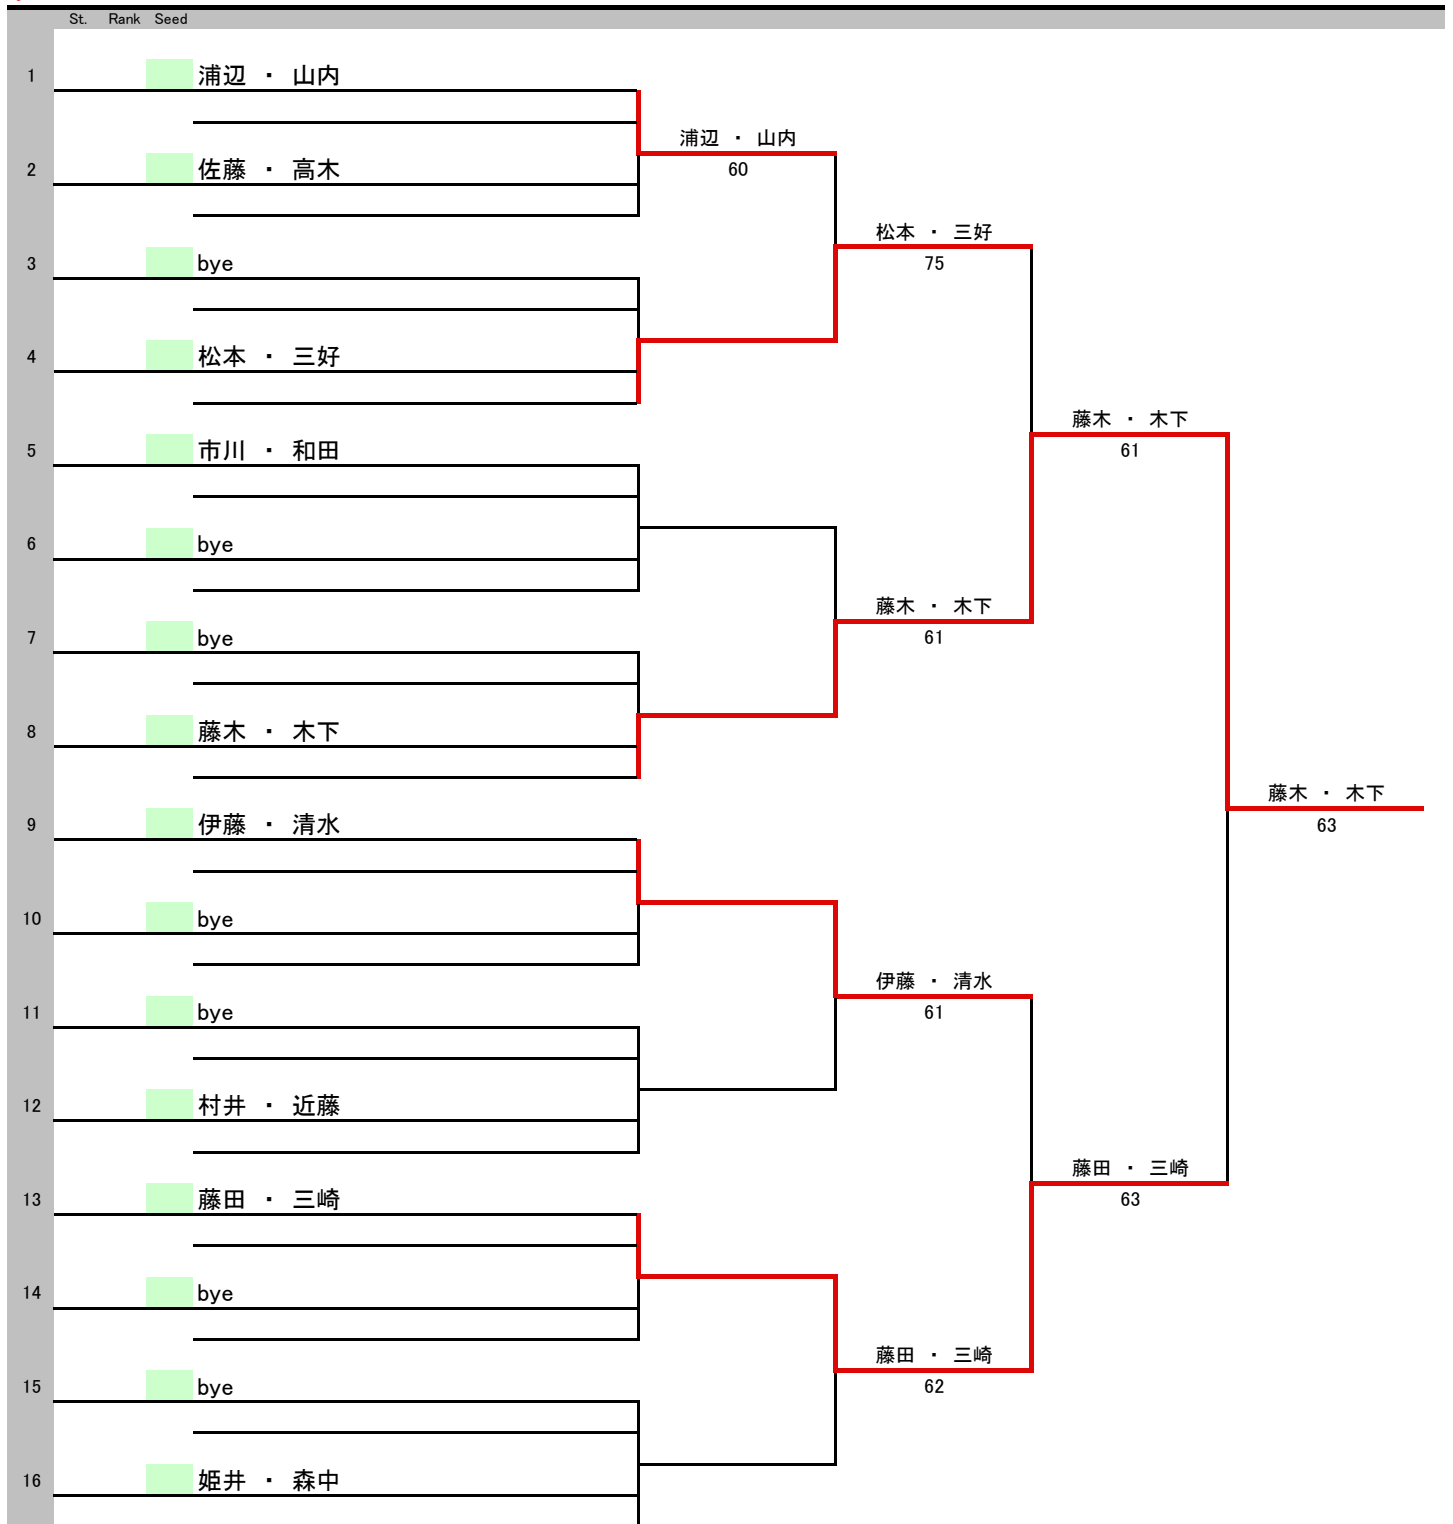 St. Rank Seed
1 浦辺 ・ 山内
浦辺 ・ 山内
60
2 佐藤 ・ 高木
松本 ・ 三好
75
3 bye
4 松本 ・ 三好
藤木 ・ 木下
61
5 市川 ・ 和田
6 bye
藤木 ・ 木下
61
7 bye
8 藤木 ・ 木下
藤木 ・ 木下
63
9 伊藤 ・ 清水
10 bye
伊藤 ・ 清水
61
11 bye
12 村井 ・ 近藤
藤田 ・ 三崎
63
13 藤田 ・ 三崎
14 bye
藤田 ・ 三崎
62
15 bye
16 姫井 ・ 森中